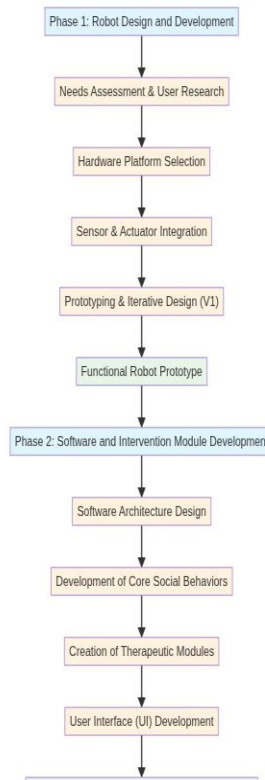 Phase 1: Robot Design and Development
Needs Assessment & User Research
Hardware Platform Selection
Sensor & Actuator Integration
Prototyping & Iterative Design (V1)
Functional Robot Prototype
Phase 2: Software and Intervention Module Developmen
Software Architecture Design
Development of Core Social Behaviors
Creation of Therapeutic Modules
User Interface (UI) Development